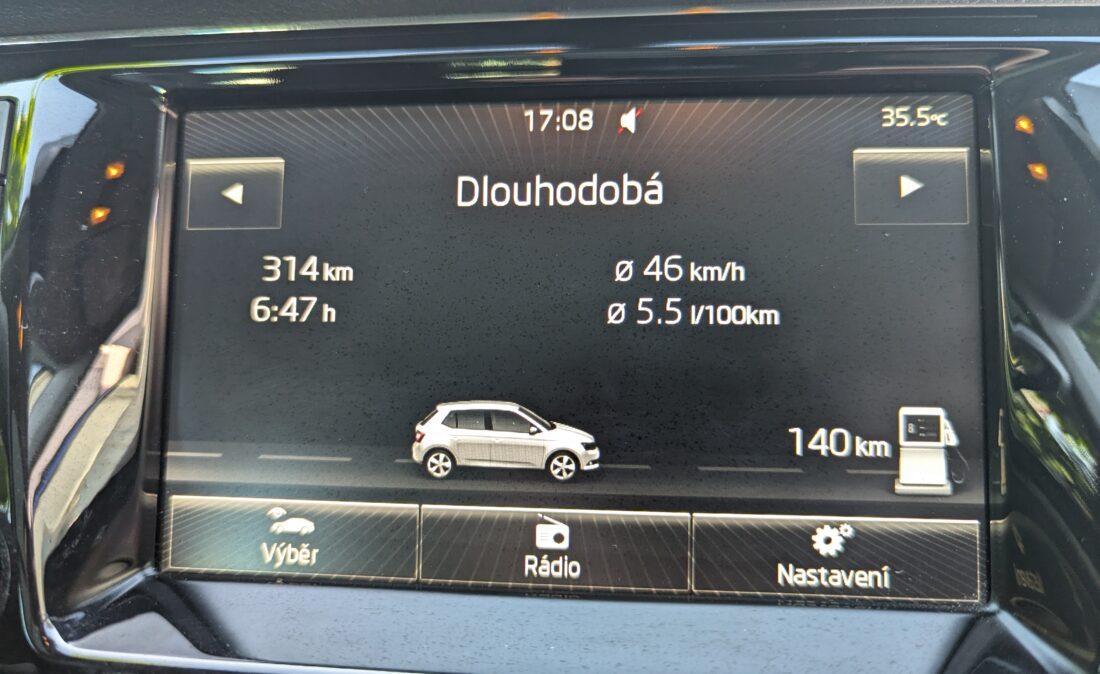 17:08 35.5°C
Dlouhodobá
314 km ø 46 km/h
6:47 h ø 5.5 l/100km
140 km
Výběr Rádio Nastavení